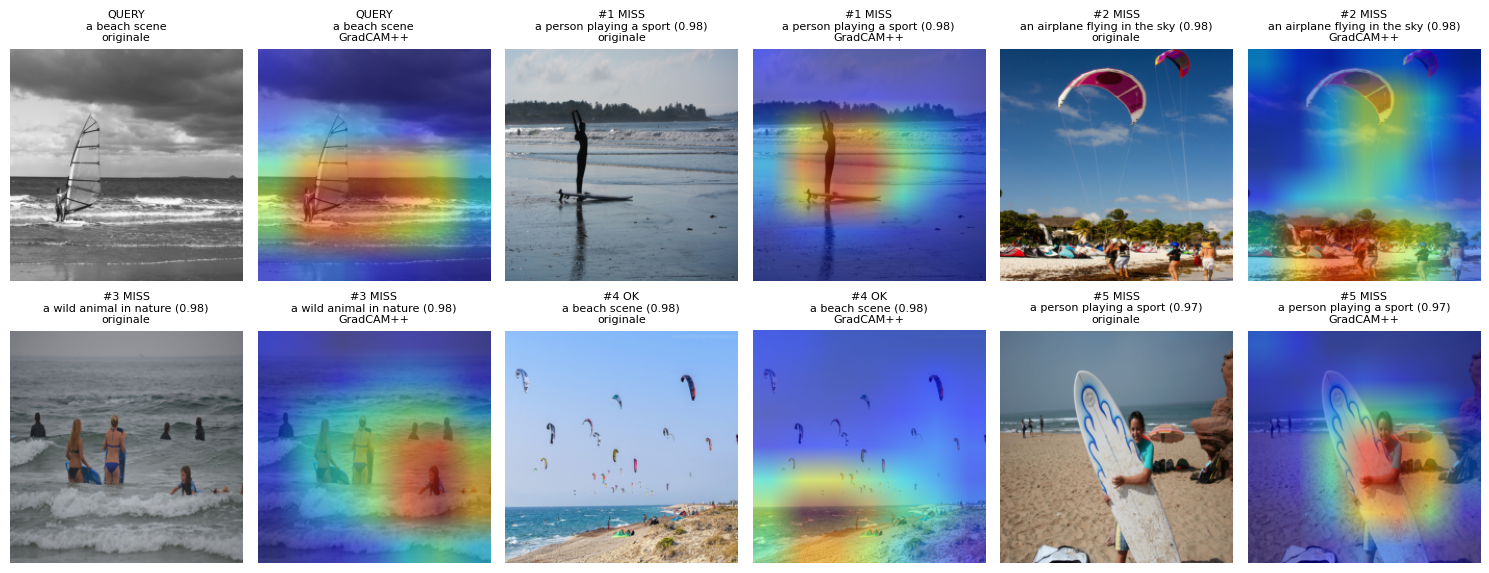 QUERY
a beach scene
originale
QUERY
a beach scene
GradCAM++
#1 MISS
a person playing a sport (0.98)
originale
#1 MISS
a person playing a sport (0.98)
GradCAM++
#2 MISS
an airplane flying in the sky (0.98)
originale
#2 MISS
an airplane flying in the sky (0.98)
GradCAM++
#3 MISS
a wild animal in nature (0.98)
originale
#3 MISS
a wild animal in nature (0.98)
GradCAM++
#4 OK
a beach scene (0.98)
originale
#4 OK
a beach scene (0.98)
GradCAM++
#5 MISS
a person playing a sport (0.97)
originale
#5 MISS
a person playing a sport (0.97)
GradCAM++